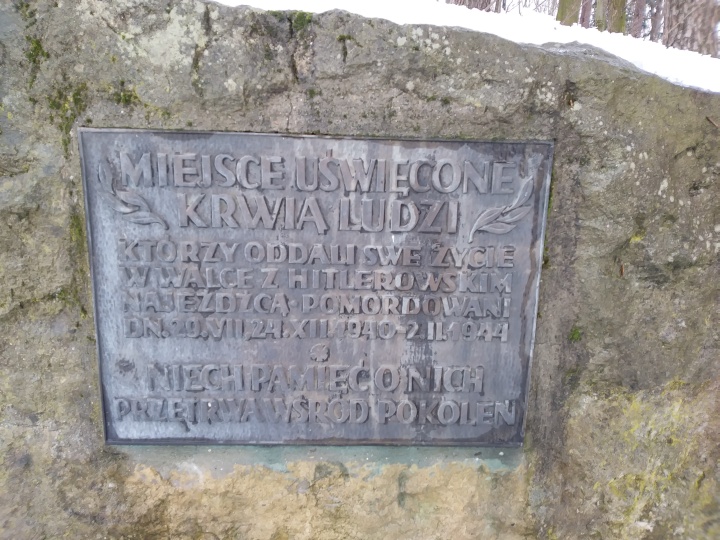 MIEJSCE UŚWIĘCONE
KRWIĄ LUDZI
KTÓRZY ODDALI SWE ŻYCIE
W WALCE Z HITLEROWSKIM
NAJEŹDŹCĄ · POMORDOWANI
DN. 20. VII, 24. XII. 1940 - 2. II. 1944
NIECH PAMIĘĆ O NICH
PRZETRWA WŚRÓD POKOLEŃ